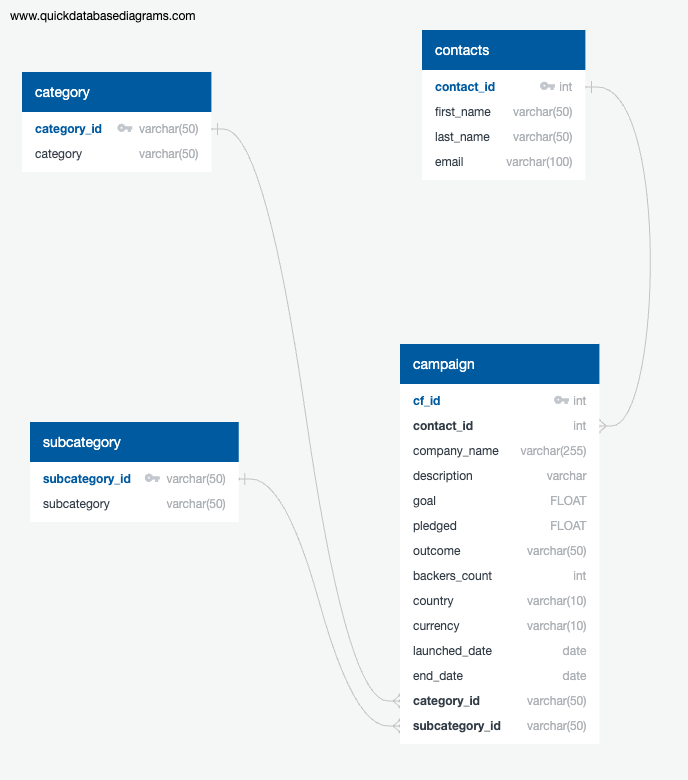 www.quickdatabasediagrams.com
category
category_id varchar(50)
category varchar(50)
contacts
contact_id int
first_name varchar(50)
last_name varchar(50)
email varchar(100)
subcategory
subcategory_id varchar(50)
subcategory varchar(50)
campaign
cf_id int
contact_id int
company_name varchar(255)
description varchar
goal FLOAT
pledged FLOAT
outcome varchar(50)
backers_count int
country varchar(10)
currency varchar(10)
launched_date date
end_date date
category_id varchar(50)
subcategory_id varchar(50)